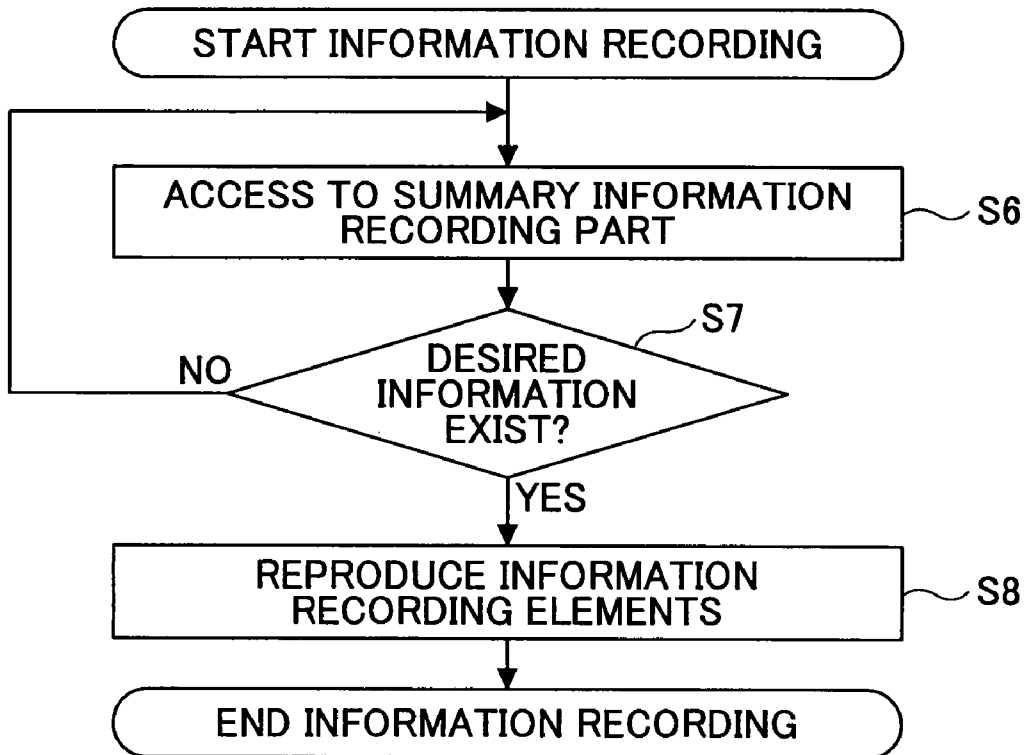 START INFORMATION RECORDING
ACCESS TO SUMMARY INFORMATION
RECORDING PART
S6
S7
DESIRED
INFORMATION
EXIST?
NO
YES
REPRODUCE INFORMATION
RECORDING ELEMENTS
S8
END INFORMATION RECORDING